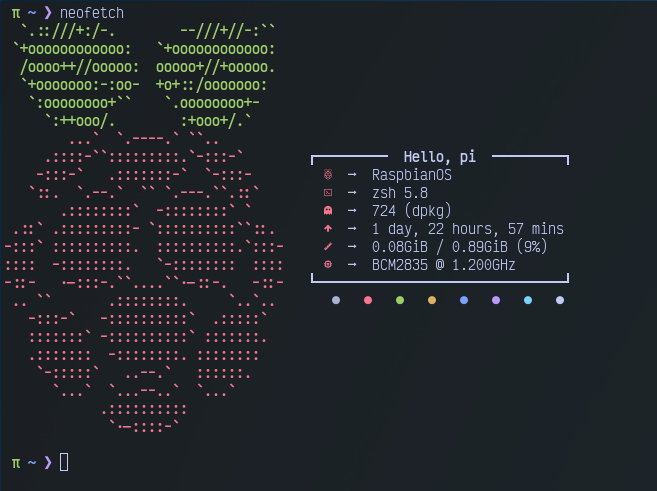 π ~ ❯ neofetch
Hello, pi
RaspbianOS
zsh 5.8
724 (dpkg)
1 day, 22 hours, 57 mins
0.08GiB / 0.89GiB (9%)
BCM2835 @ 1.200GHz
π ~ ❯